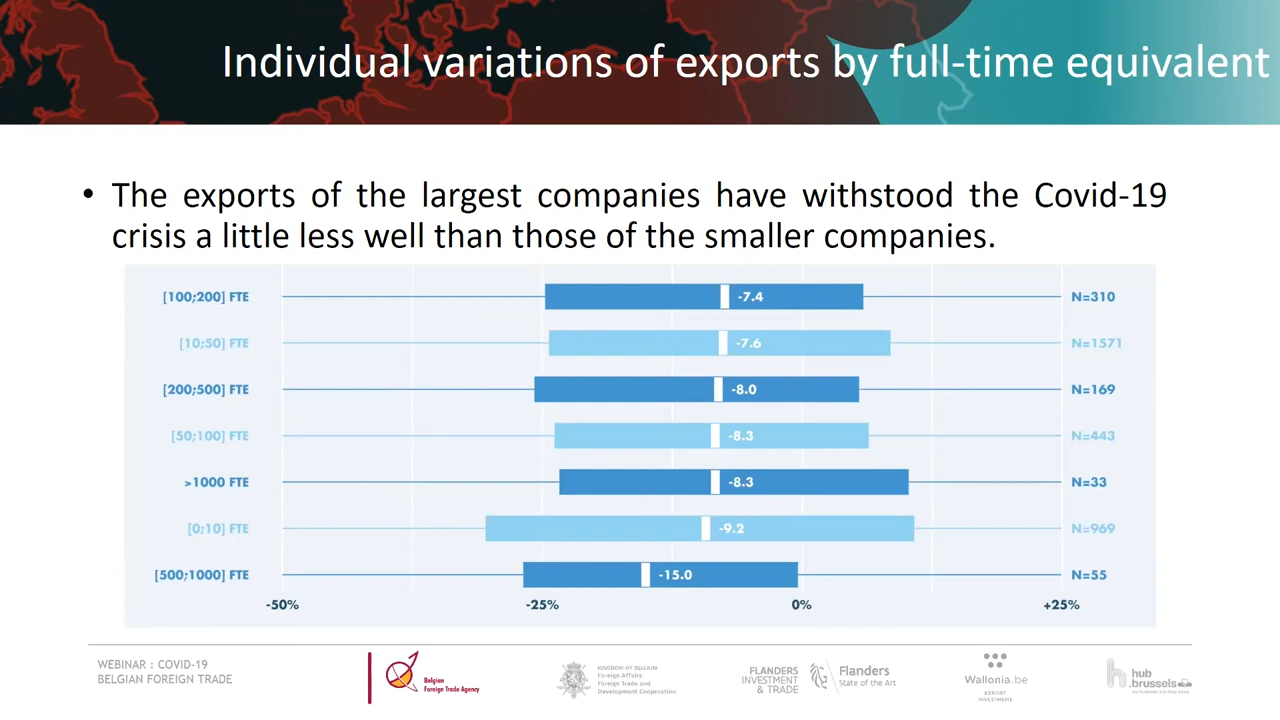 Individual variations of exports by full-time equivalent
• The exports of the largest companies have withstood the Covid-19
crisis a little less well than those of the smaller companies.
[100;200] FTE -7.4 N=310
[10;50] FTE -7.6 N=1571
[200;500] FTE -8.0 N=169
[50;100] FTE -8.3 N=443
>1000 FTE -8.3 N=33
[0;10] FTE -9.2 N=969
[500;1000] FTE -15.0 N=55
-50% -25% 0% +25%
WEBINAR : COVID-19
BELGIAN FOREIGN TRADE
Belgian
Foreign Trade Agency
KINGDOM OF BELGIUM
Foreign Affairs,
Foreign Trade and
Development Cooperation
FLANDERS
INVESTMENT
& TRADE
Flanders
State of the Art
Wallonia.be
EXPORT
INVESTMENT
hub
.brussels